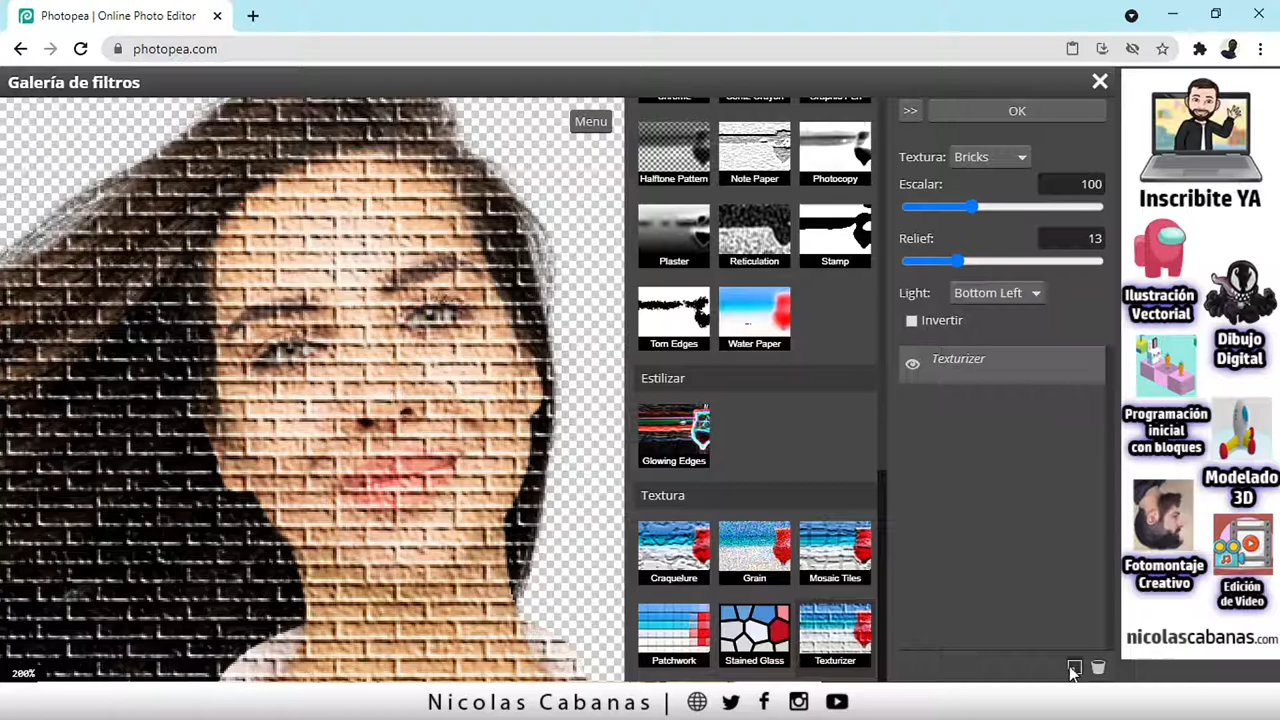 Photopea | Online Photo Editor
photopea.com
Galería de filtros
Menu
200%
Halftone Pattern
Note Paper
Photocopy
Plaster
Reticulation
Stamp
Torn Edges
Water Paper
Estilizar
Glowing Edges
Textura
Craquelure
Grain
Mosaic Tiles
Patchwork
Stained Glass
Texturizer
>>
OK
Textura: Bricks
Escalar: 100
Relief: 13
Light: Bottom Left
Invertir
Texturizer
Inscribite YA
Ilustración
Vectorial
Dibujo
Digital
Programación
inicial
con bloques
Modelado
3D
Fotomontaje
Creativo
Edición
de Video
nicolascabanas.com
Nicolas Cabanas |